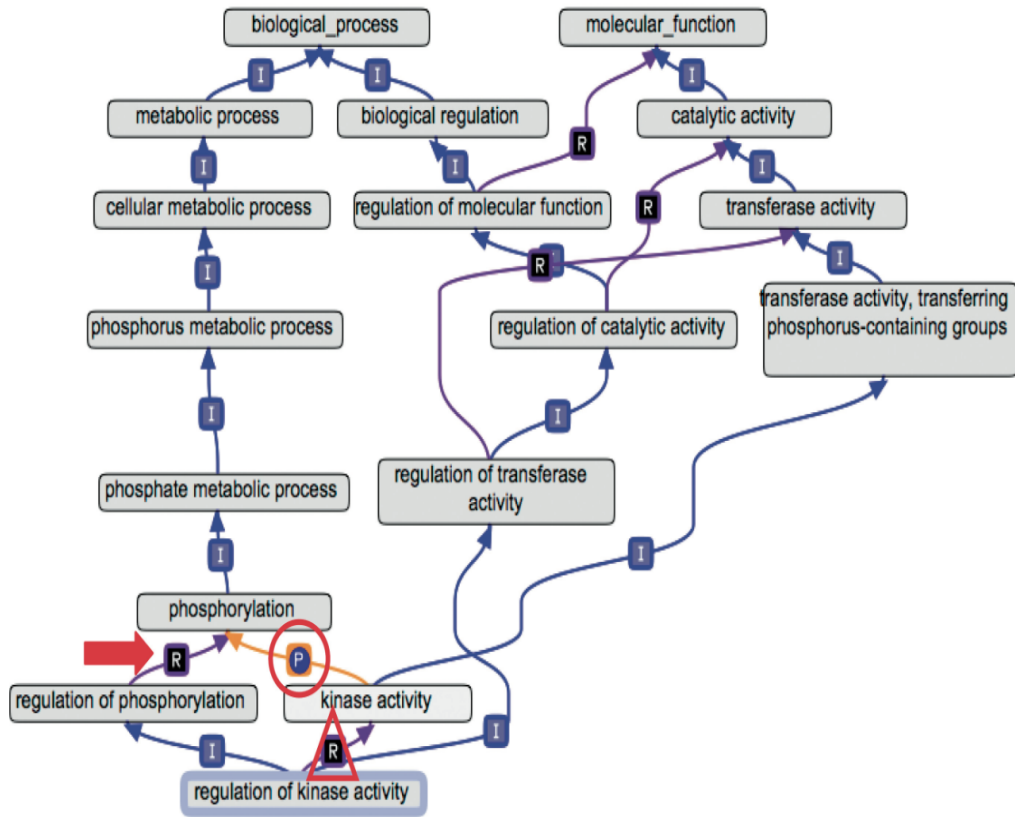 biological_process
molecular_function
I
I
I
metabolic process
biological regulation
catalytic activity
R
I
I
I
cellular metabolic process
regulation of molecular function
R
transferase activity
I
R
I
I
phosphorus metabolic process
regulation of catalytic activity
transferase activity, transferring
phosphorus-containing groups
I
I
regulation of transferase
activity
phosphate metabolic process
I
I
phosphorylation
R
P
regulation of phosphorylation
kinase activity
I
R
I
regulation of kinase activity